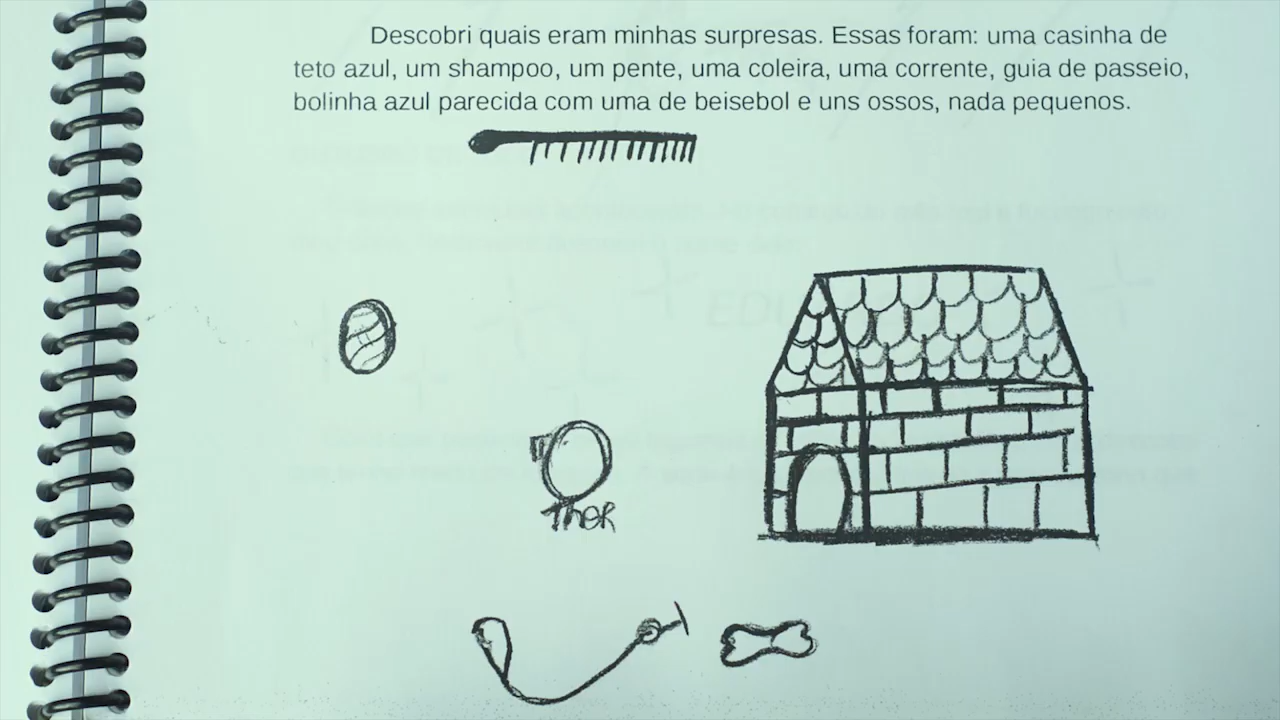 Descobri quais eram minhas surpresas. Essas foram: uma casinha de
teto azul, um shampoo, um pente, uma coleira, uma corrente, guia de passeio,
bolinha azul parecida com uma de beisebol e uns ossos, nada pequenos.
Thor